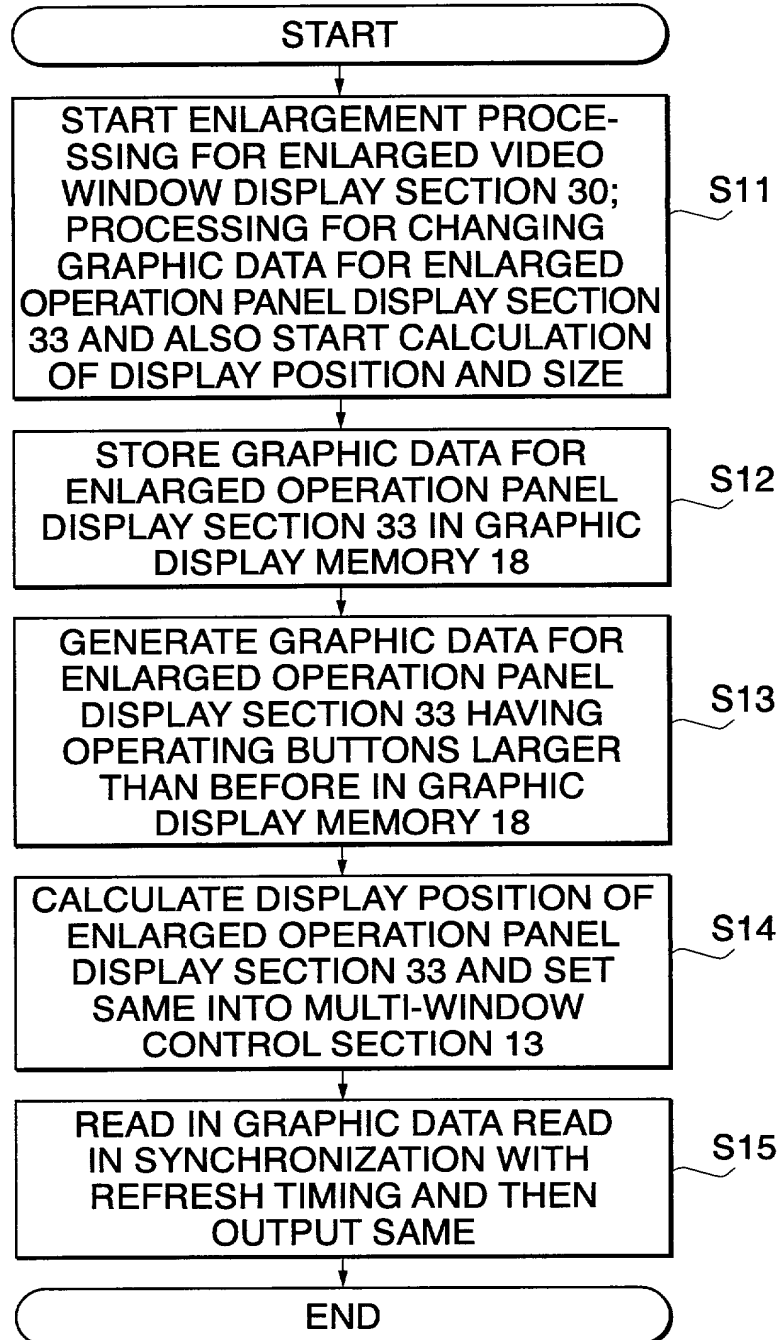 START
START ENLARGEMENT PROCE-
SSING FOR ENLARGED VIDEO
WINDOW DISPLAY SECTION 30;
PROCESSING FOR CHANGING
GRAPHIC DATA FOR ENLARGED
OPERATION PANEL DISPLAY SECTION
33 AND ALSO START CALCULATION
OF DISPLAY POSITION AND SIZE
S11
STORE GRAPHIC DATA FOR
ENLARGED OPERATION PANEL
DISPLAY SECTION 33 IN GRAPHIC
DISPLAY MEMORY 18
S12
GENERATE GRAPHIC DATA FOR
ENLARGED OPERATION PANEL
DISPLAY SECTION 33 HAVING
OPERATING BUTTONS LARGER
THAN BEFORE IN GRAPHIC
DISPLAY MEMORY 18
S13
CALCULATE DISPLAY POSITION OF
ENLARGED OPERATION PANEL
DISPLAY SECTION 33 AND SET
SAME INTO MULTI-WINDOW
CONTROL SECTION 13
S14
READ IN GRAPHIC DATA READ
IN SYNCHRONIZATION WITH
REFRESH TIMING AND THEN
OUTPUT SAME
S15
END